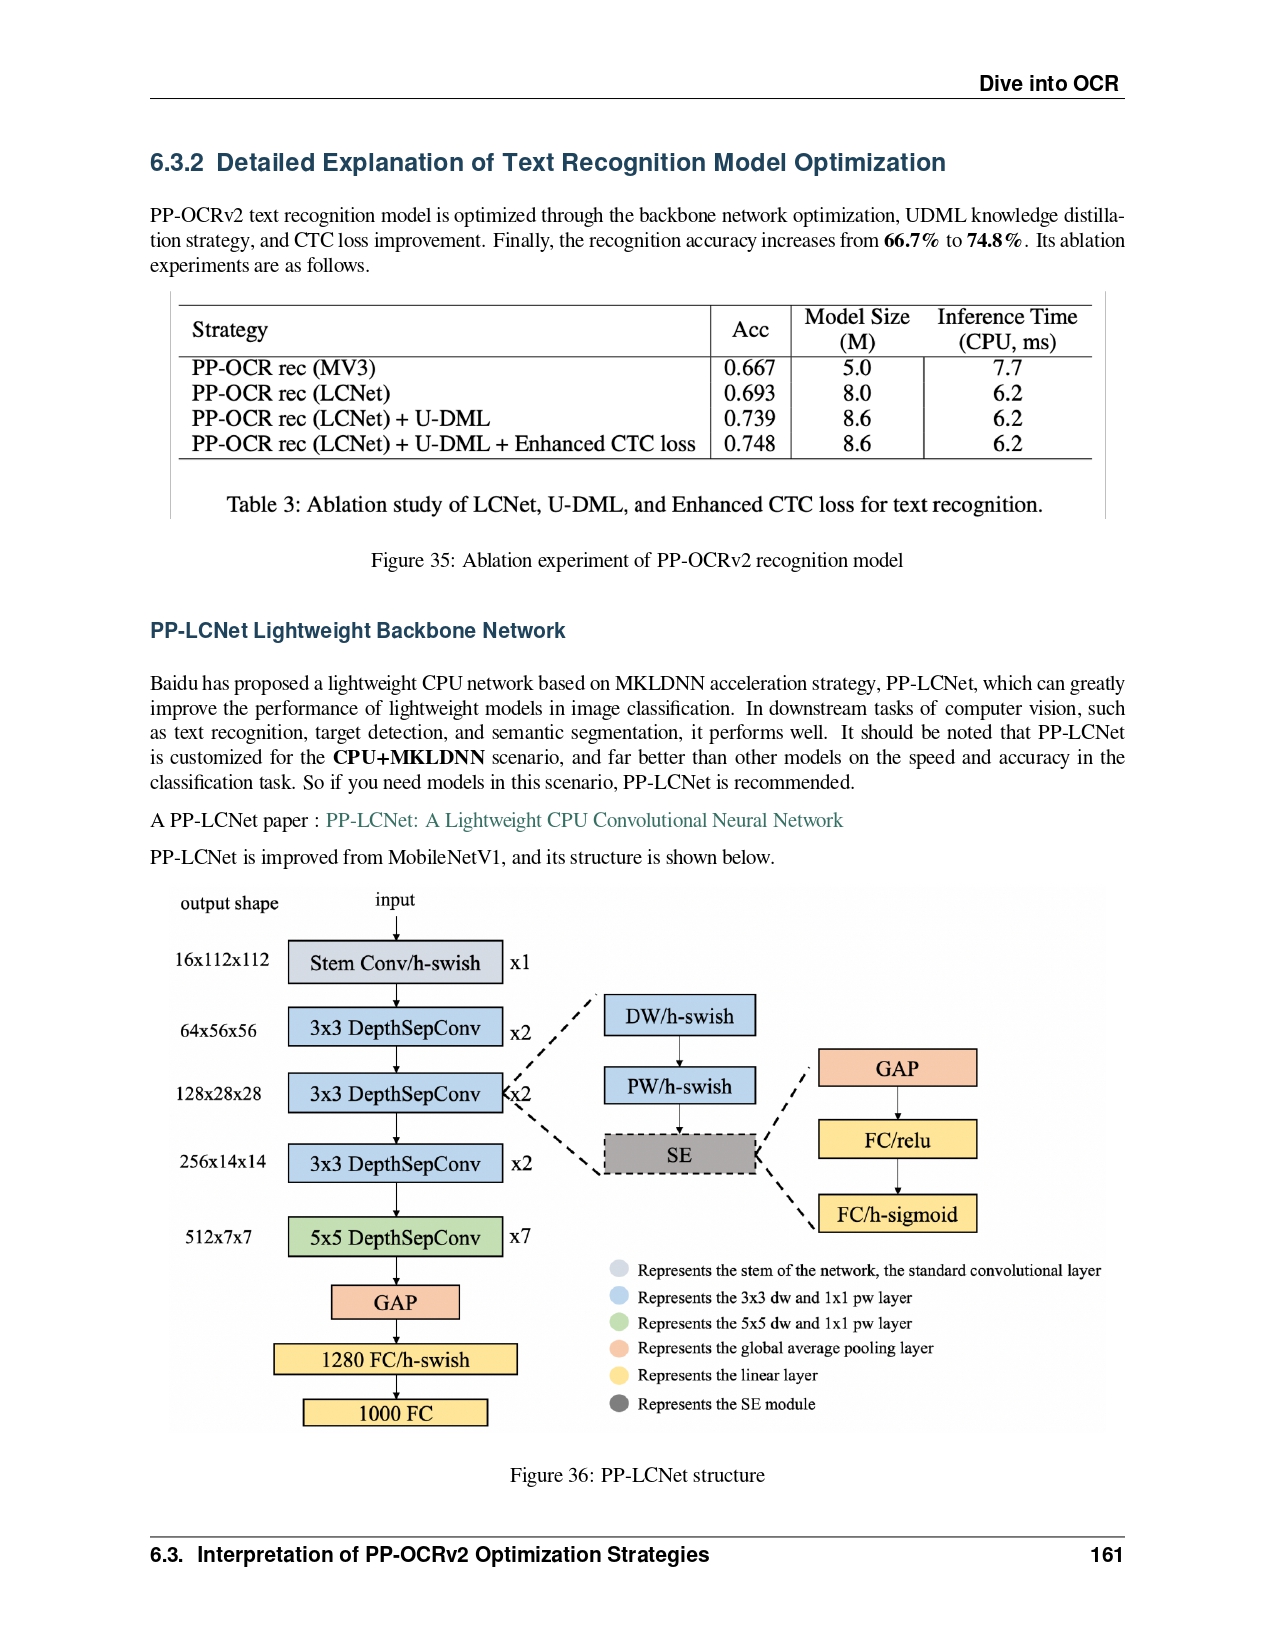 Dive into OCR
6.3.2 Detailed Explanation of Text Recognition Model Optimization
PP-OCRv2 text recognition model is optimized through the backbone network optimization, UDML knowledge distilla-
tion strategy, and CTC loss improvement. Finally, the recognition accuracy increases from 66.7% to 74.8%. Its ablation
experiments are as follows.
Strategy Acc Model Size (M) Inference Time (CPU, ms)
PP-OCR rec (MV3) 0.667 5.0 7.7
PP-OCR rec (LCNet) 0.693 8.0 6.2
PP-OCR rec (LCNet) + U-DML 0.739 8.6 6.2
PP-OCR rec (LCNet) + U-DML + Enhanced CTC loss 0.748 8.6 6.2
Table 3: Ablation study of LCNet, U-DML, and Enhanced CTC loss for text recognition.
Figure 35: Ablation experiment of PP-OCRv2 recognition model
PP-LCNet Lightweight Backbone Network
Baidu has proposed a lightweight CPU network based on MKLDNN acceleration strategy, PP-LCNet, which can greatly
improve the performance of lightweight models in image classification. In downstream tasks of computer vision, such
as text recognition, target detection, and semantic segmentation, it performs well. It should be noted that PP-LCNet
is customized for the CPU+MKLDNN scenario, and far better than other models on the speed and accuracy in the
classification task. So if you need models in this scenario, PP-LCNet is recommended.
A PP-LCNet paper : PP-LCNet: A Lightweight CPU Convolutional Neural Network
PP-LCNet is improved from MobileNetV1, and its structure is shown below.
output shape input
16x112x112 Stem Conv/h-swish x1
64x56x56 3x3 DepthSepConv x2
128x28x28 3x3 DepthSepConv x2
256x14x14 3x3 DepthSepConv x2
512x7x7 5x5 DepthSepConv x7
GAP
1280 FC/h-swish
1000 FC
DW/h-swish
PW/h-swish
SE
GAP
FC/relu
FC/h-sigmoid
Represents the stem of the network, the standard convolutional layer
Represents the 3x3 dw and 1x1 pw layer
Represents the 5x5 dw and 1x1 pw layer
Represents the global average pooling layer
Represents the linear layer
Represents the SE module
Figure 36: PP-LCNet structure
6.3. Interpretation of PP-OCRv2 Optimization Strategies 161